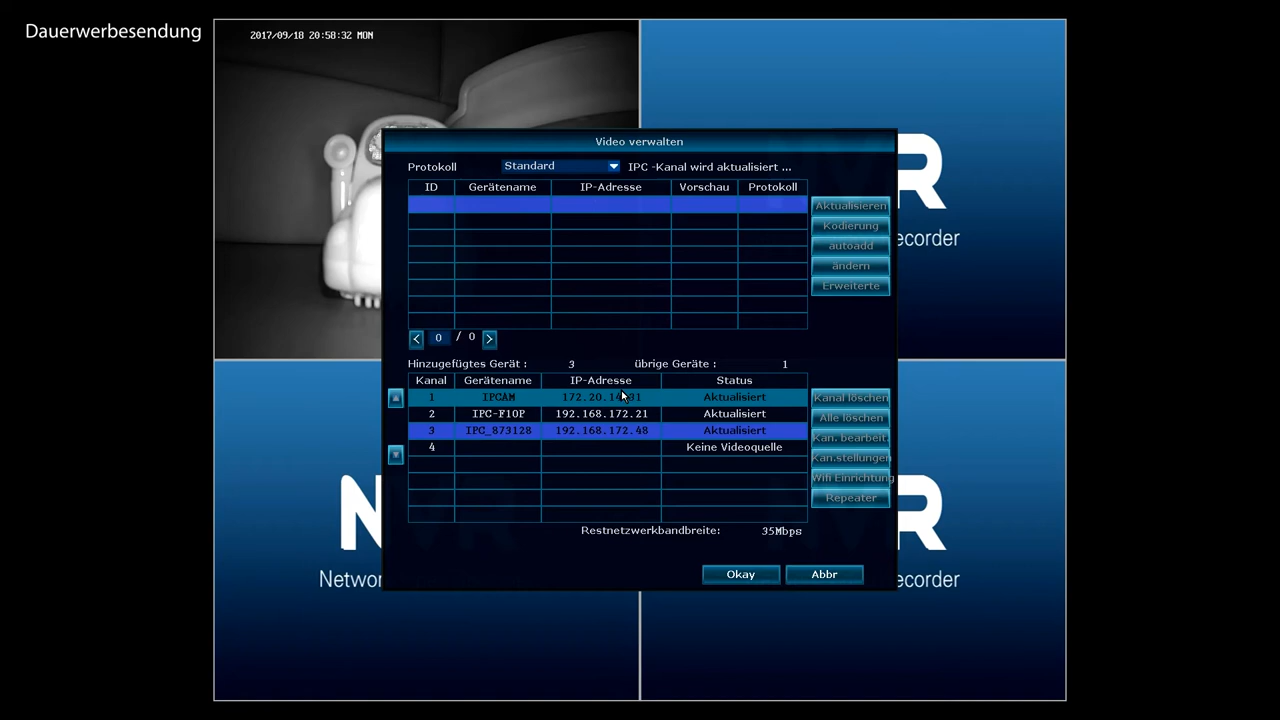 Dauerwerbesendung
2017/09/18 20:58:32 MON
Video verwalten
Protokoll Standard IPC -Kanal wird aktualisiert ...
ID Gerätename IP-Adresse Vorschau Protokoll
Aktualisieren
Kodierung
autoadd
ändern
Erweiterte
< 0 / 0 >
Hinzugefügtes Gerät : 3 übrige Geräte : 1
Kanal Gerätename IP-Adresse Status
1 IPCAM Aktualisiert Kanal löschen
2 IPC-F10P 192.168.172.21 Aktualisiert Alle löschen
3 IPC_873128 192.168.172.48 Aktualisiert Kan. bearbeit.
4 Keine Videoquelle Kan.stellungen
Wifi Einrichtung
Repeater
Restnetzwerkbandbreite: 35Mbps
Okay Abbr
R
ecorder
N
Networ
R
ecorder